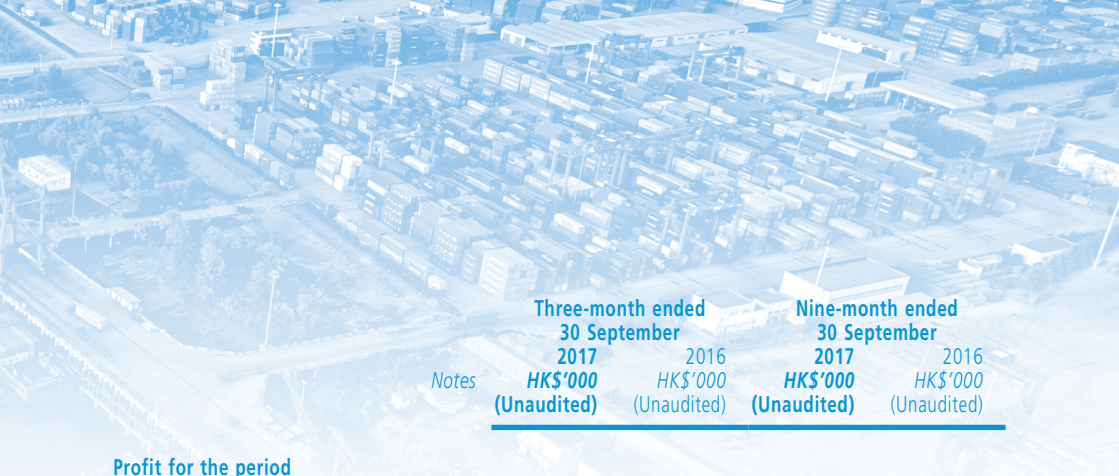 Three-month ended Nine-month ended
30 September 30 September
2017 2016 2017 2016
Notes HK$'000 HK$'000 HK$'000 HK$'000
(Unaudited) (Unaudited) (Unaudited) (Unaudited)
Profit for the period